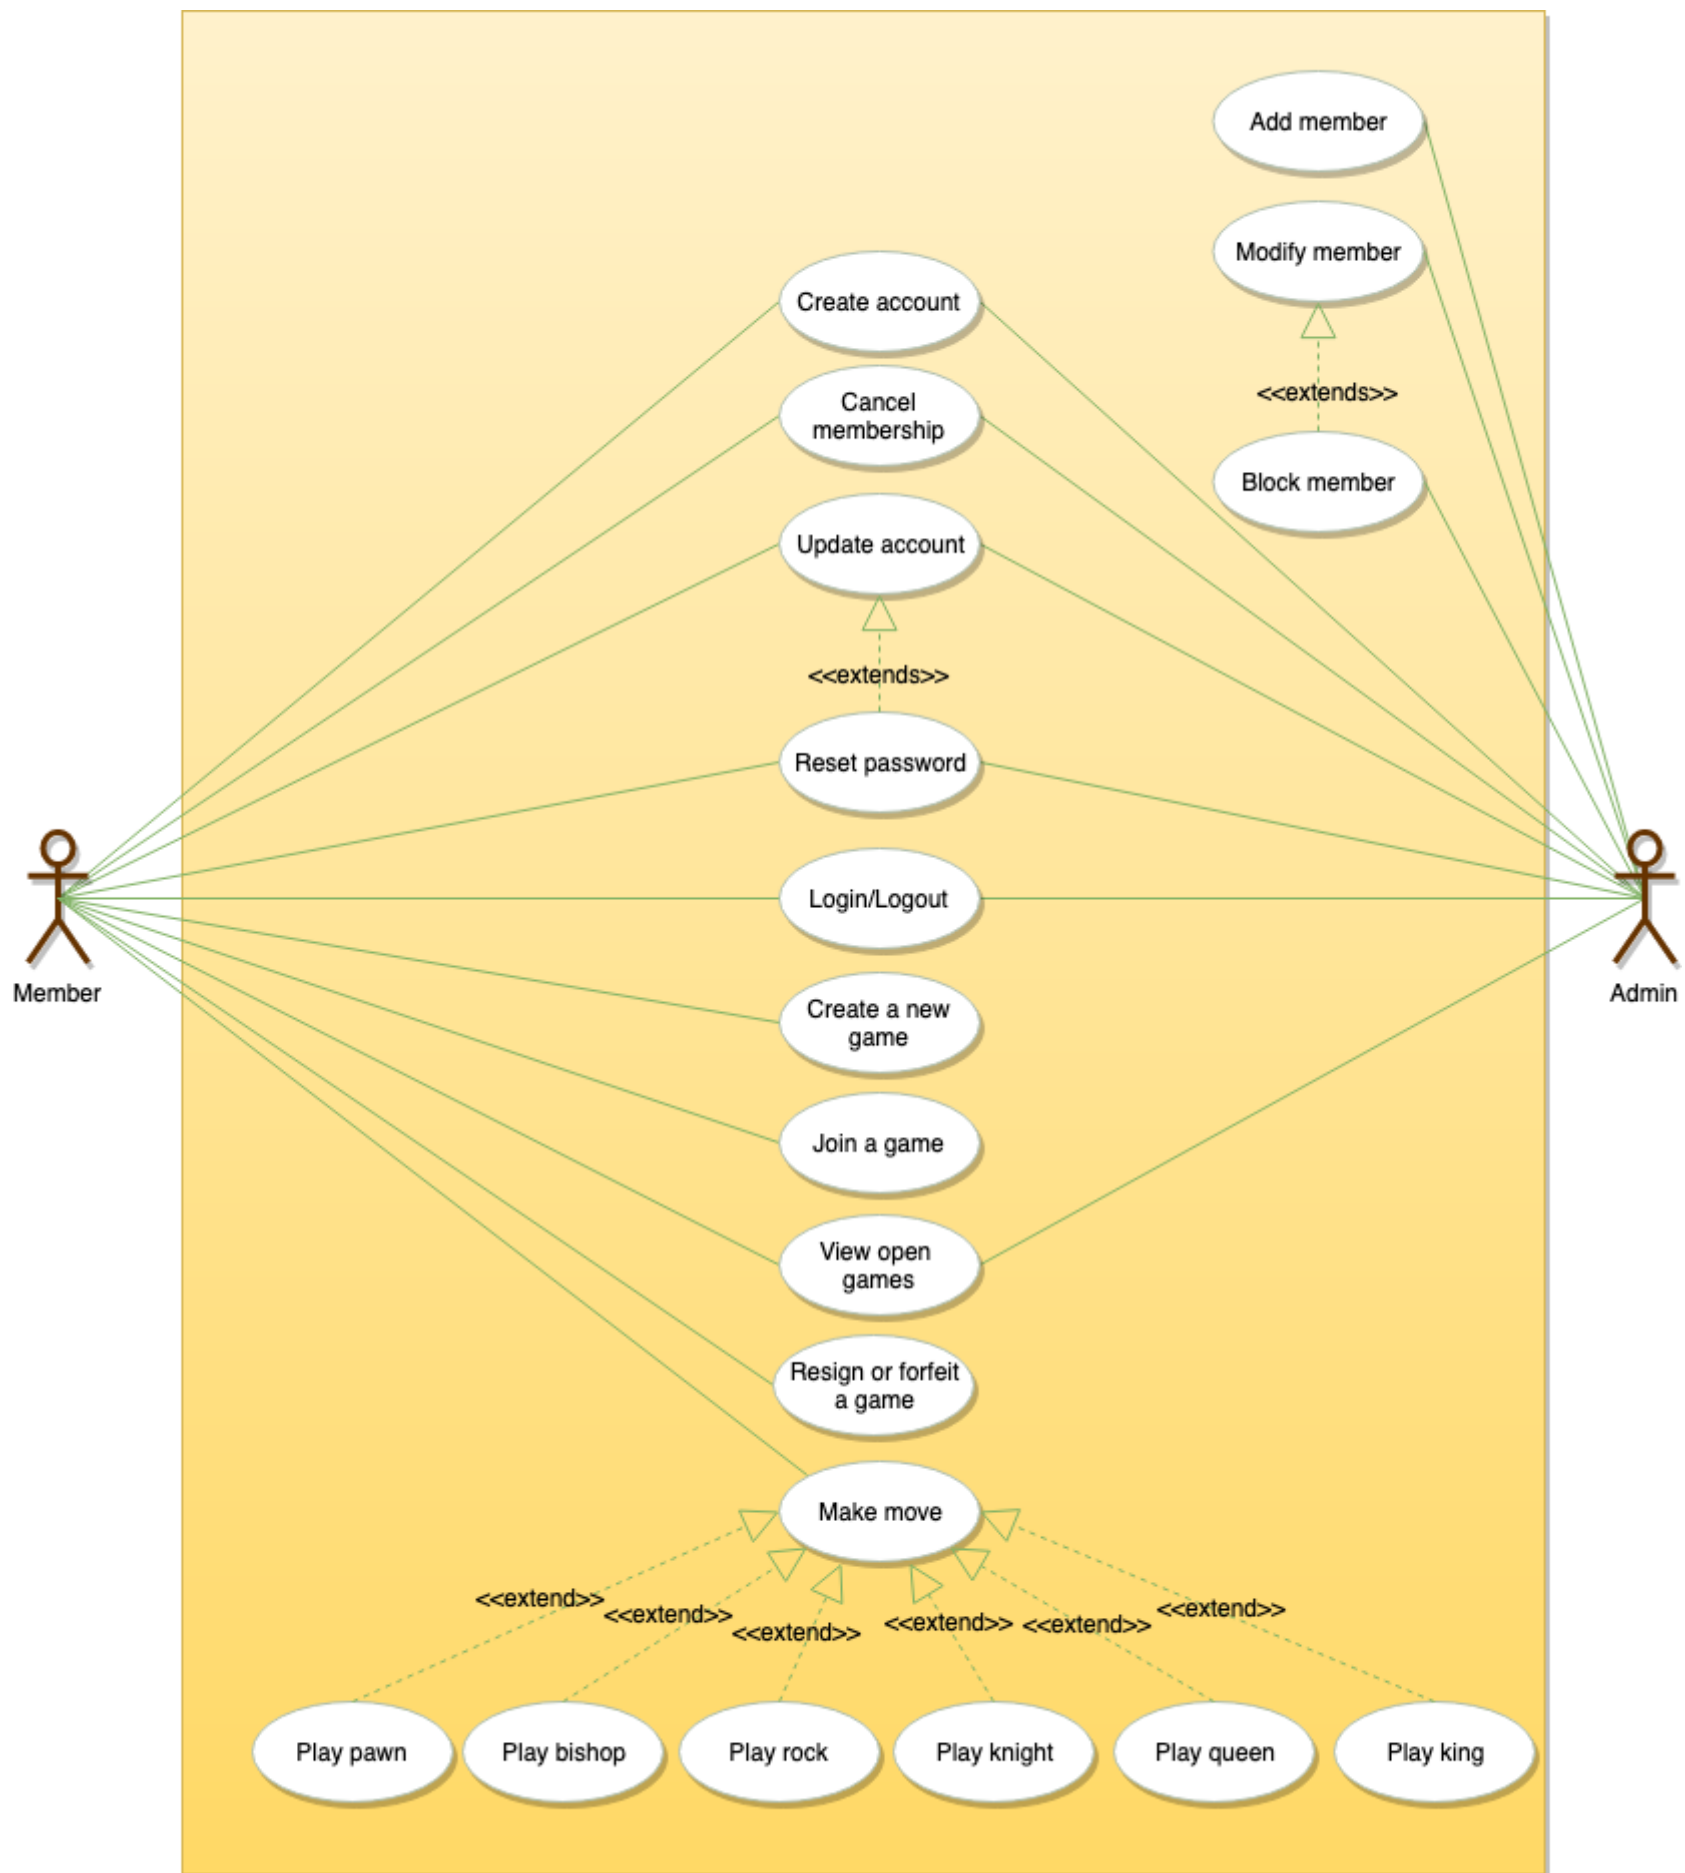 Add member
Modify member
Create account
<<extends>>
Cancel
membership
Block member
Update account
<<extends>>
Reset password
Login/Logout
Member
Admin
Create a new
game
Join a game
View open
games
Resign or forfeit
a game
Make move
<<extend>>
<<extend>>
<<extend>>
<<extend>>
<<extend>>
<<extend>>
Play pawn
Play bishop
Play rock
Play knight
Play queen
Play king